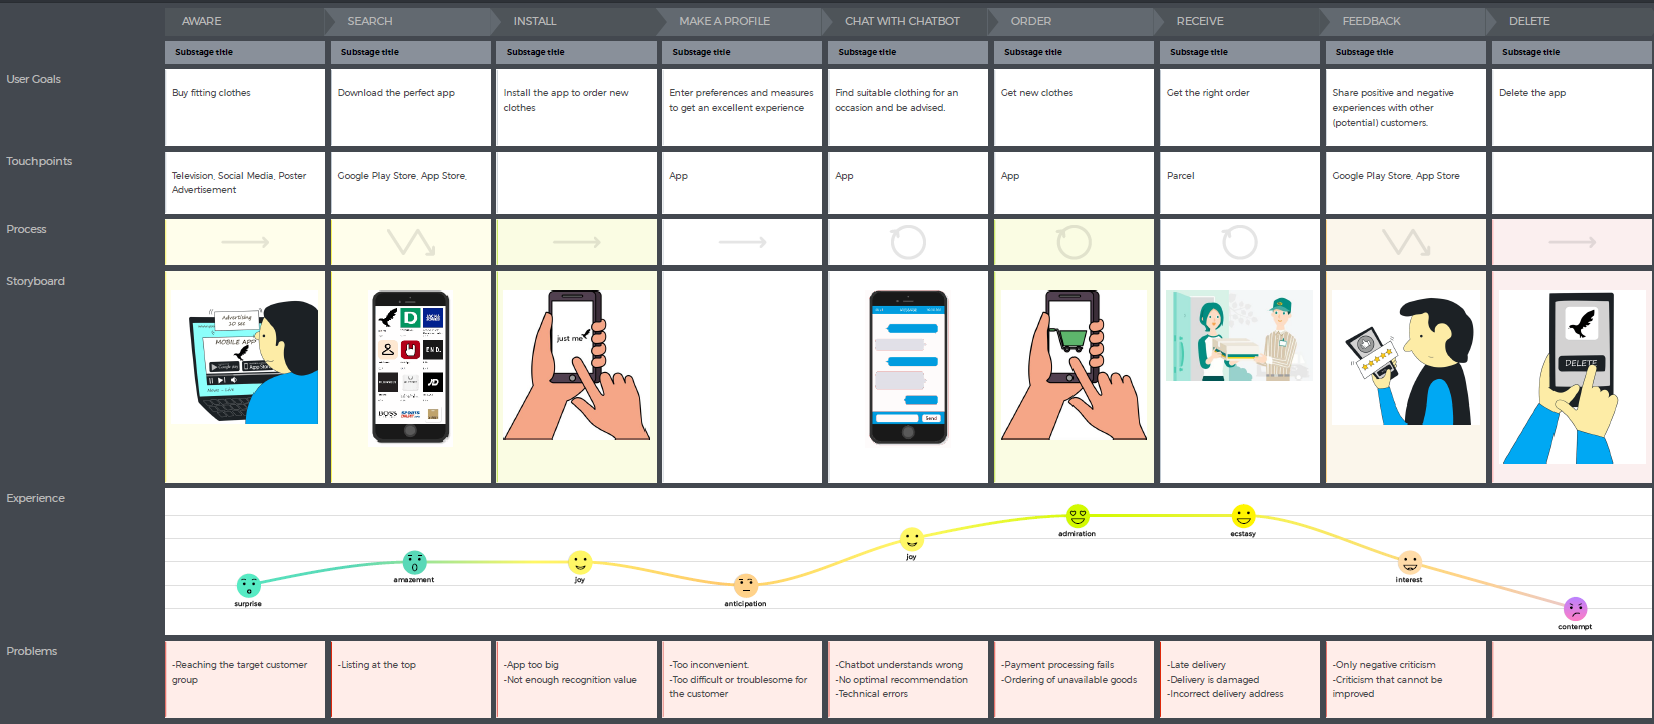 AWARE
SEARCH
INSTALL
MAKE A PROFILE
CHAT WITH CHATBOT
ORDER
RECEIVE
FEEDBACK
DELETE
Substage title
Substage title
Substage title
Substage title
Substage title
Substage title
Substage title
Substage title
Substage title
User Goals
Buy fitting clothes
Download the perfect app
Install the app to order new
clothes
Enter preferences and measures
to get an excellent experience
Find suitable clothing for an
occasion and be advised.
Get new clothes
Get the right order
Share positive and negative
experiences with other
(potential) customers.
Delete the app
Touchpoints
Television, Social Media, Poster
Advertisement
Google Play Store, App Store,
App
App
App
Parcel
Google Play Store, App Store
Process
Storyboard
Advertising
10 sec
MOBILE APP
Google play
App Store
D
END.
JD
BOSS
just me
Send
DELETE
Experience
surprise
amazement
joy
anticipation
joy
admiration
ecstasy
interest
contempt
Problems
-Reaching the target customer
group
-Listing at the top
-App too big
-Not enough recognition value
-Too inconvenient.
-Too difficult or troublesome for
the customer
-Chatbot understands wrong
-No optimal recommendation
-Technical errors
-Payment processing fails
-Ordering of unavailable goods
-Late delivery
-Delivery is damaged
-Incorrect delivery address
-Only negative criticism
-Criticism that cannot be
improved